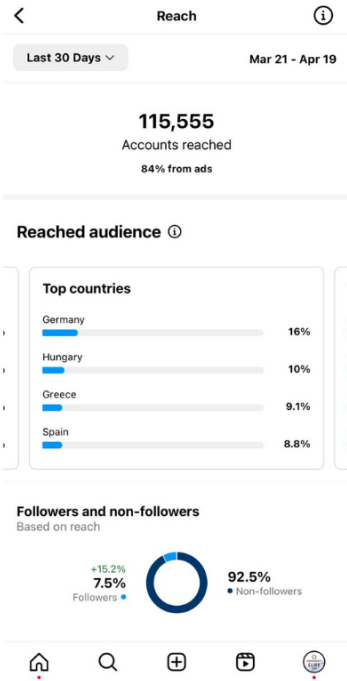 Reach
Last 30 Days
Mar 21 - Apr 19
115,555
Accounts reached
84% from ads
Reached audience
Top countries
Germany
16%
Hungary
10%
Greece
9.1%
Spain
8.8%
Followers and non-followers
Based on reach
+15.2%
7.5%
Followers
92.5%
Non-followers